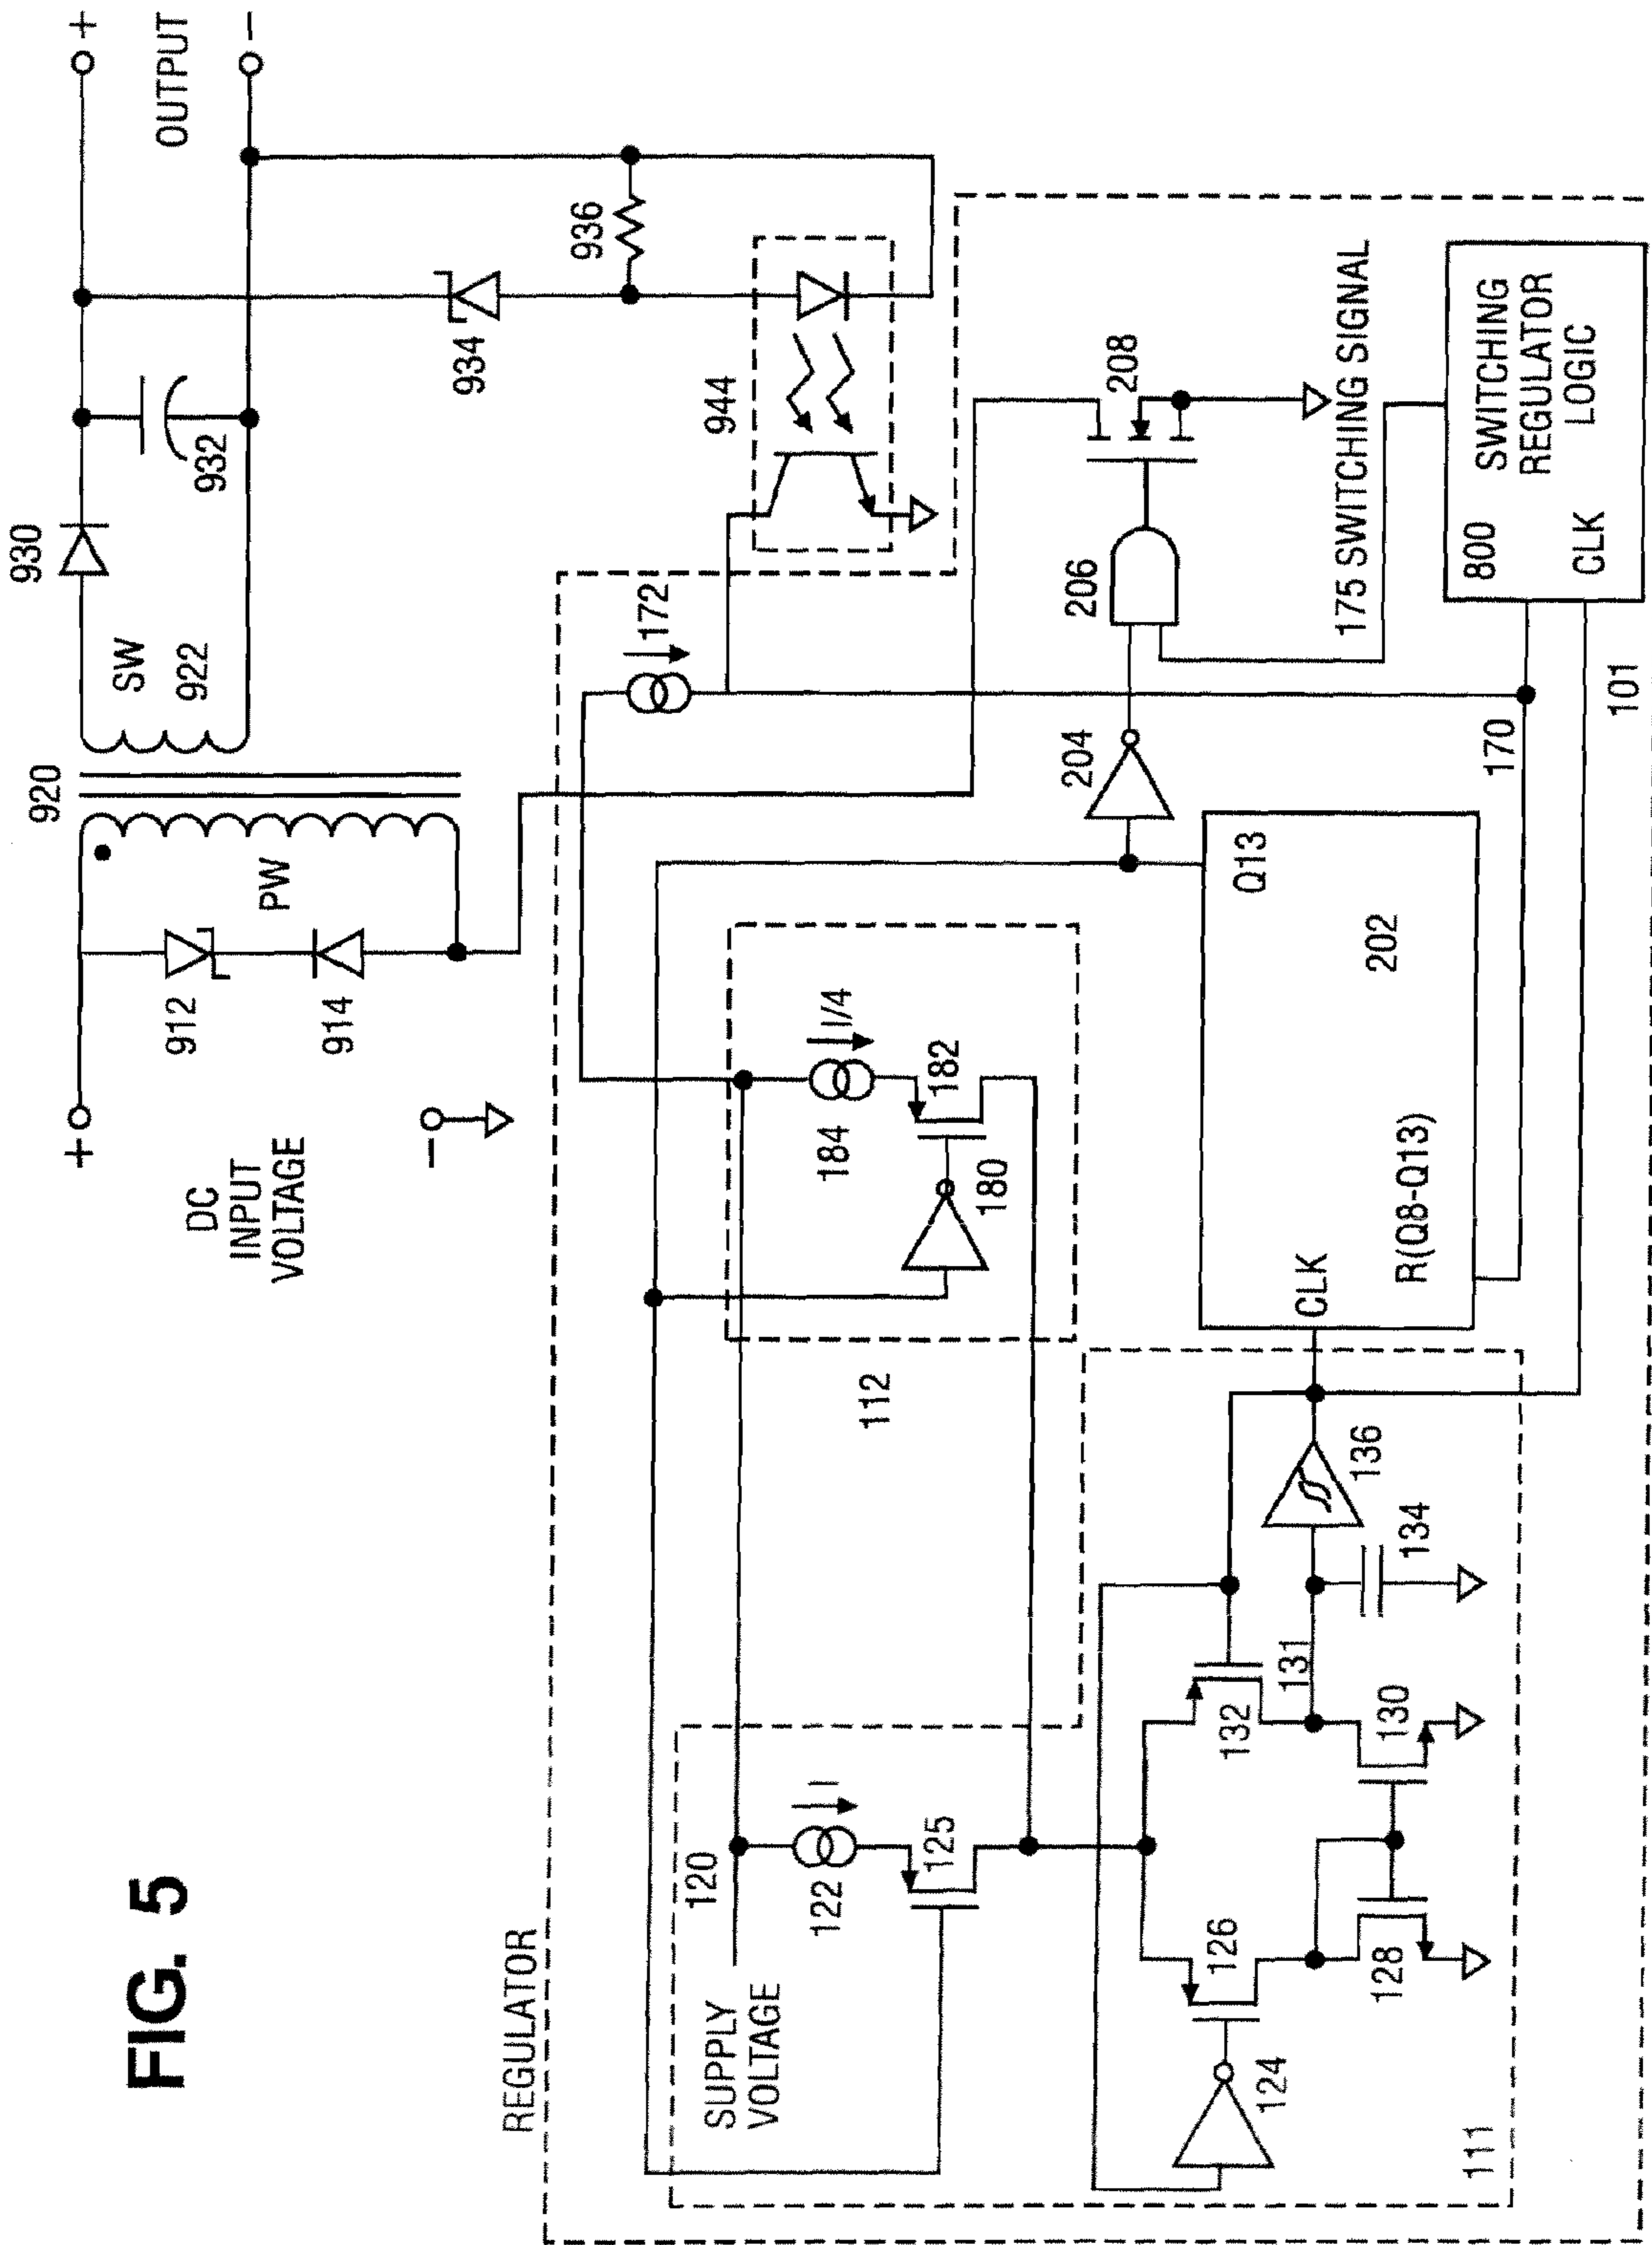 FIG. 5
DC
INPUT
VOLTAGE
+
−
912
914
PW
920
SW
922
930
932
+
OUTPUT
−
934
936
944
REGULATOR
SUPPLY
VOLTAGE
120
122
I
125
112
184
I/4
182
180
172
204
206
208
175 SWITCHING SIGNAL
124
126
128
130
131
132
134
136
111
CLK
R(Q8-Q13)
Q13
202
170
101
800
CLK
SWITCHING
REGULATOR
LOGIC